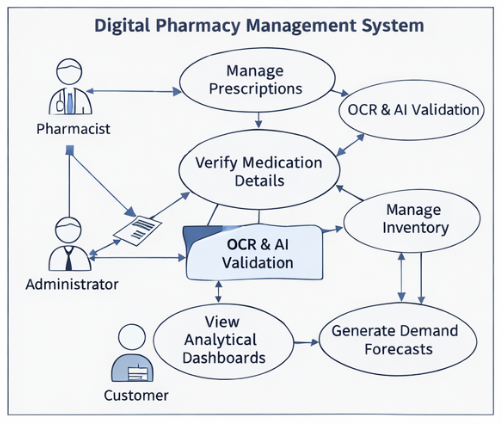 Digital Pharmacy Management System
Pharmacist
Manage
Prescriptions
OCR & AI Validation
Verify Medication
Details
Manage
Inventory
Administrator
OCR & AI
Validation
View
Analytical
Dashboards
Generate Demand
Forecasts
Customer